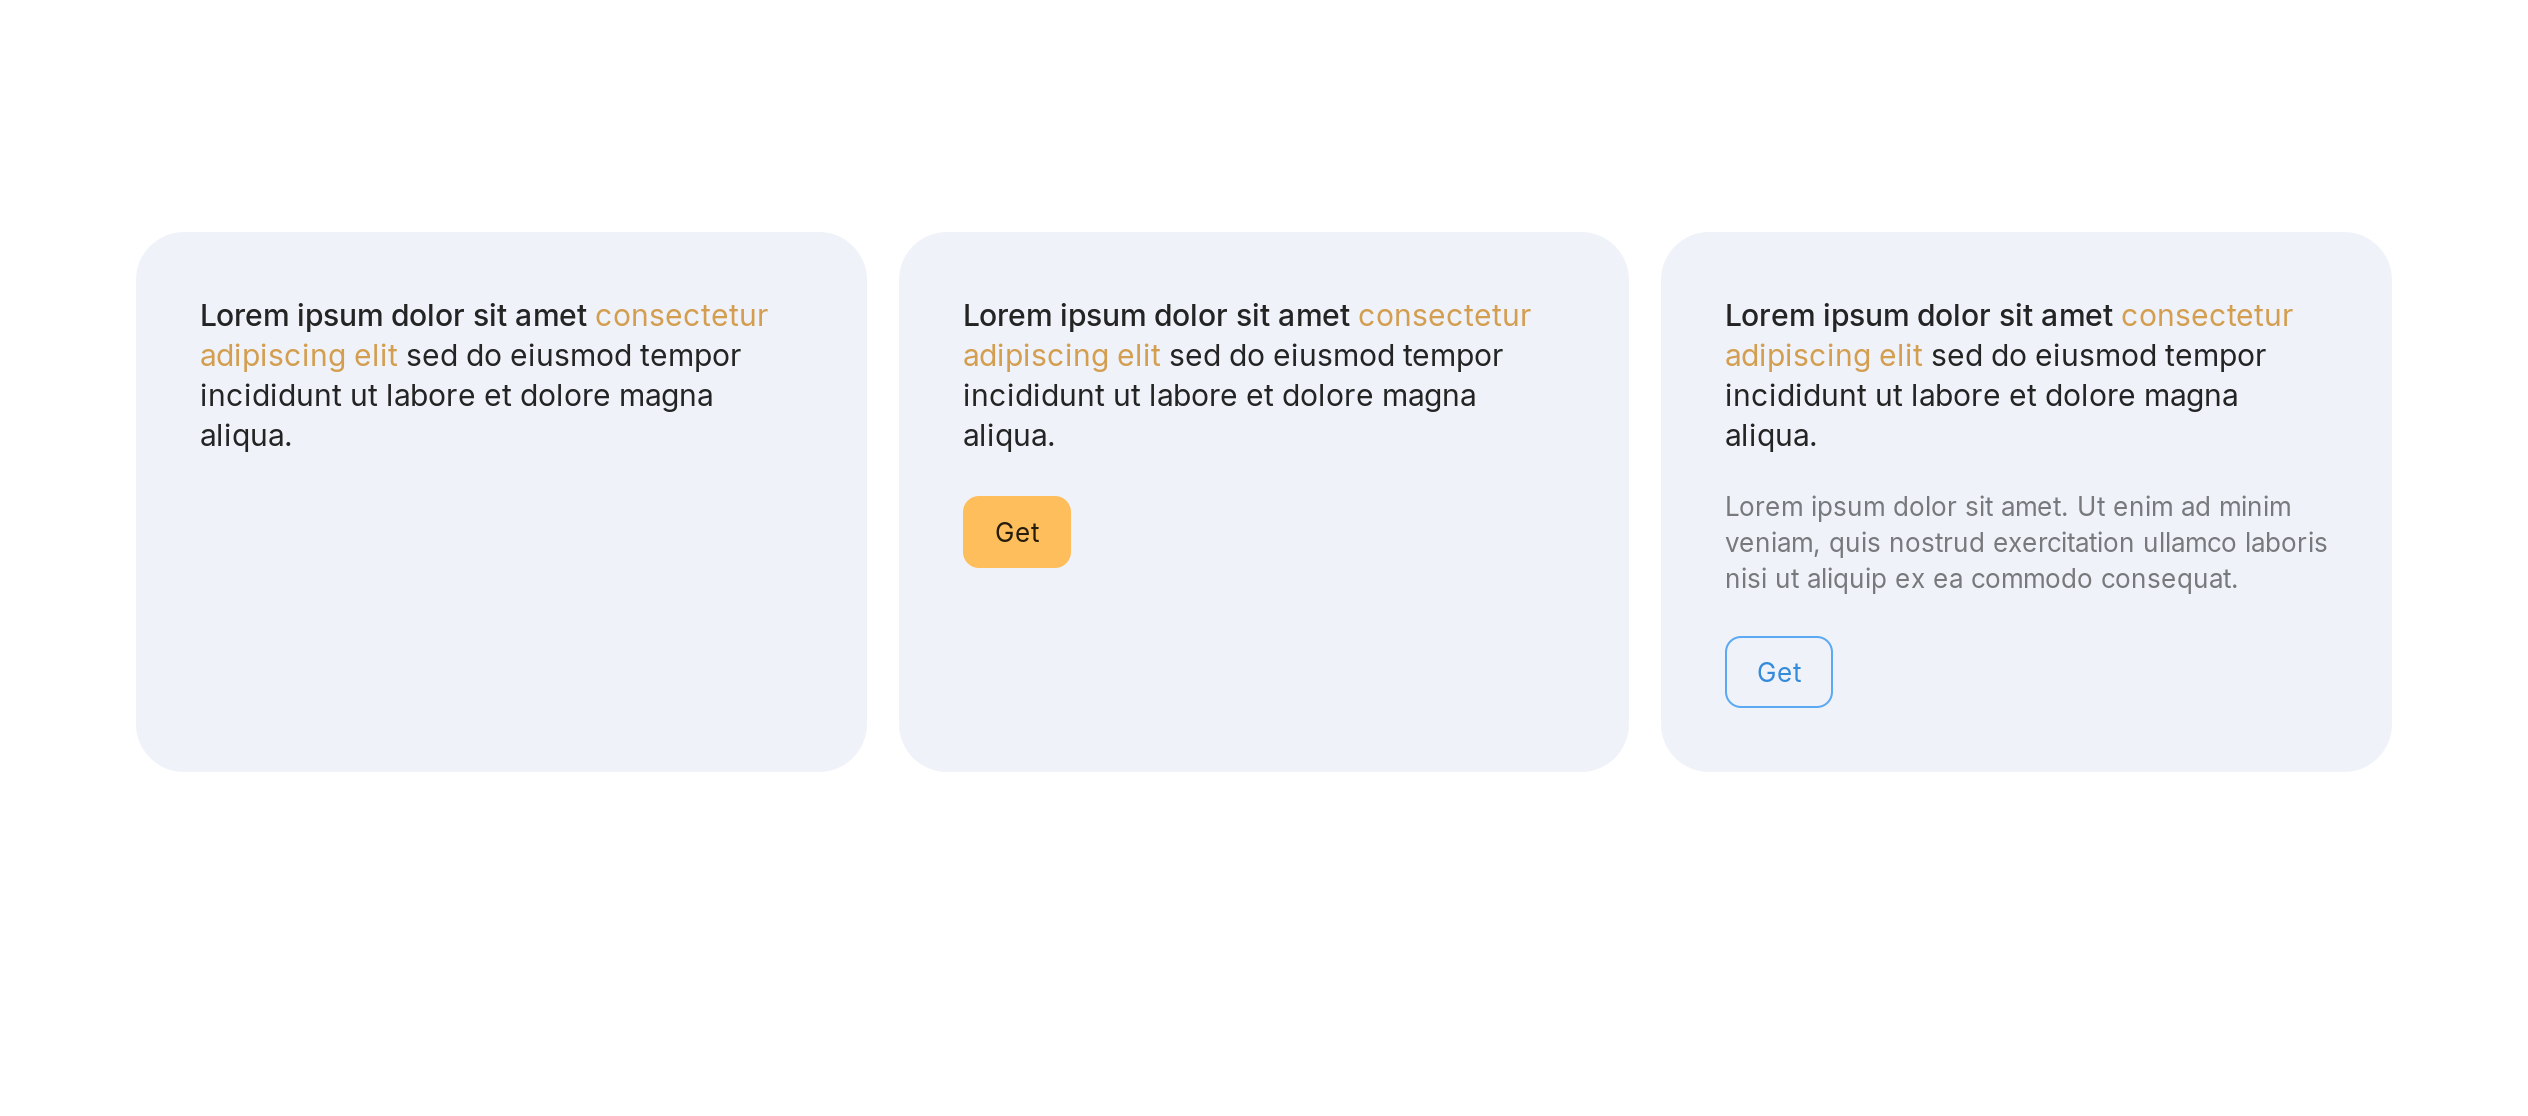 Lorem ipsum dolor sit amet consectetur
adipiscing elit sed do eiusmod tempor
incididunt ut labore et dolore magna
aliqua.
Lorem ipsum dolor sit amet consectetur
adipiscing elit sed do eiusmod tempor
incididunt ut labore et dolore magna
aliqua.
Get
Lorem ipsum dolor sit amet consectetur
adipiscing elit sed do eiusmod tempor
incididunt ut labore et dolore magna
aliqua.
Lorem ipsum dolor sit amet. Ut enim ad minim
veniam, quis nostrud exercitation ullamco laboris
nisi ut aliquip ex ea commodo consequat.
Get